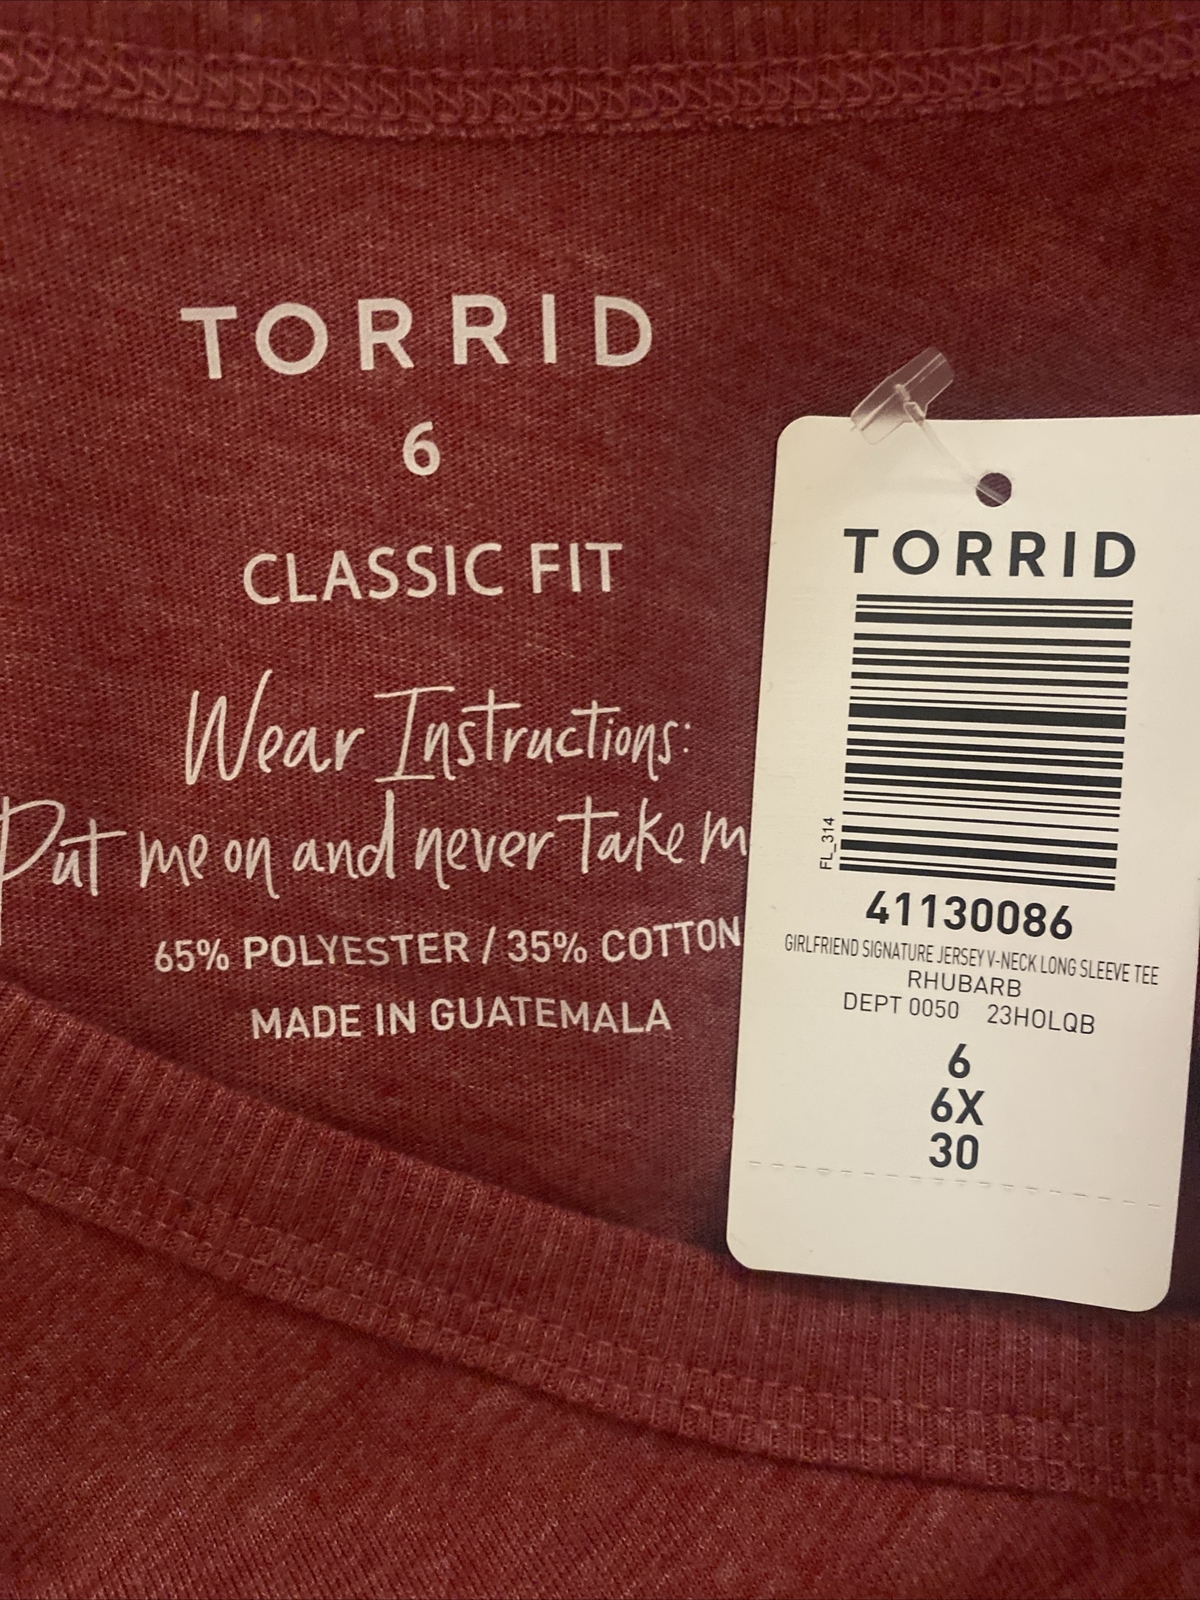 TORRID
6
CLASSIC FIT
Wear Instructions:
Put me on and never take m
65% POLYESTER / 35% COTTON
MADE IN GUATEMALA
TORRID
FL_314
41130086
GIRLFRIEND SIGNATURE JERSEY V-NECK LONG SLEEVE TEE
RHUBARB
DEPT 0050 23HOLQB
6
6X
30